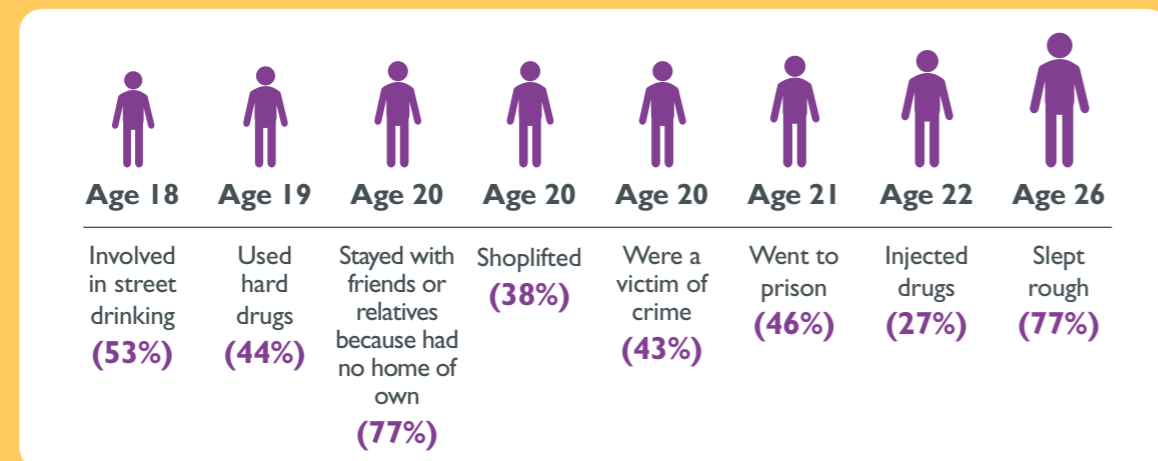 Age 18
Age 19
Age 20
Age 20
Age 20
Age 21
Age 22
Age 26
Involved
in street
drinking
(53%)
Used
hard
drugs
(44%)
Stayed with
friends or
relatives
because had
no home of
own
(77%)
Shoplifted
(38%)
Were a
victim of
crime
(43%)
Went to
prison
(46%)
Injected
drugs
(27%)
Slept
rough
(77%)